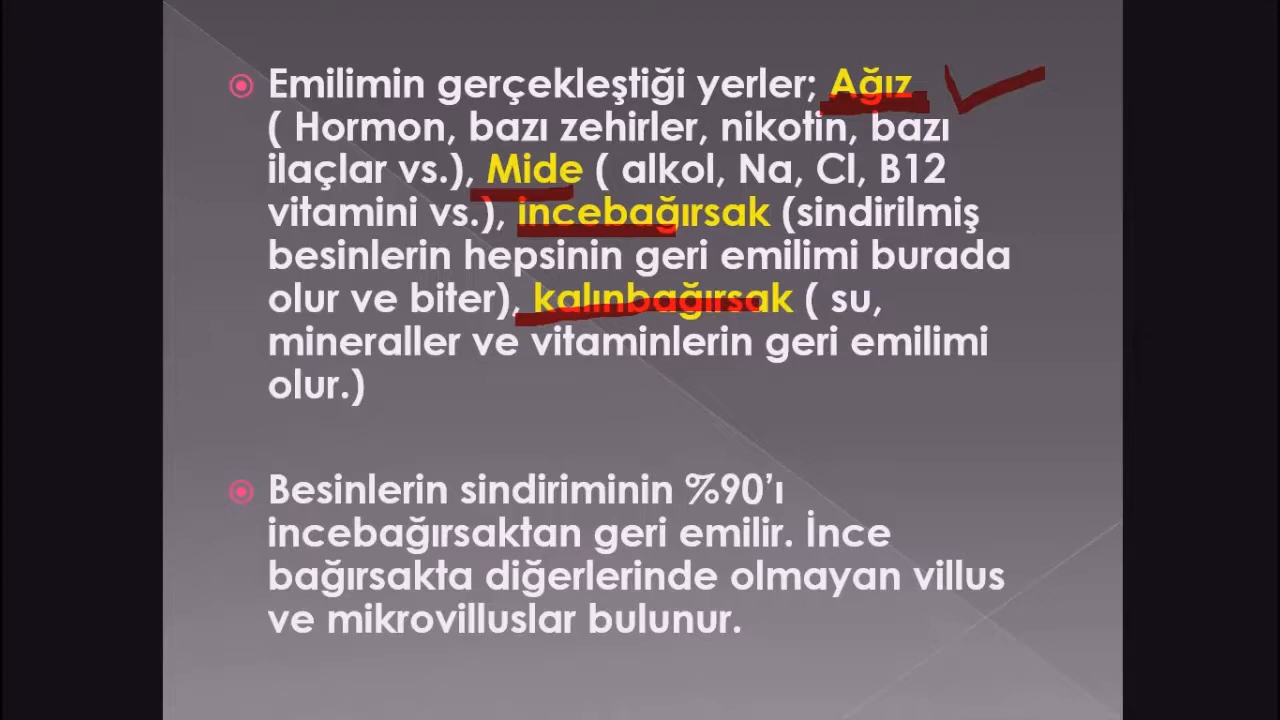 Emilimin gerçekleştiği yerler; Ağız
( Hormon, bazı zehirler, nikotin, bazı
ilaçlar vs.), Mide ( alkol, Na, Cl, B12
vitamini vs.), incebağırsak (sindirilmiş
besinlerin hepsinin geri emilimi burada
olur ve biter), kalınbağırsak ( su,
mineraller ve vitaminlerin geri emilimi
olur.)
Besinlerin sindiriminin %90’ı
incebağırsaktan geri emilir. İnce
bağırsakta diğerlerinde olmayan villus
ve mikrovilluslar bulunur.